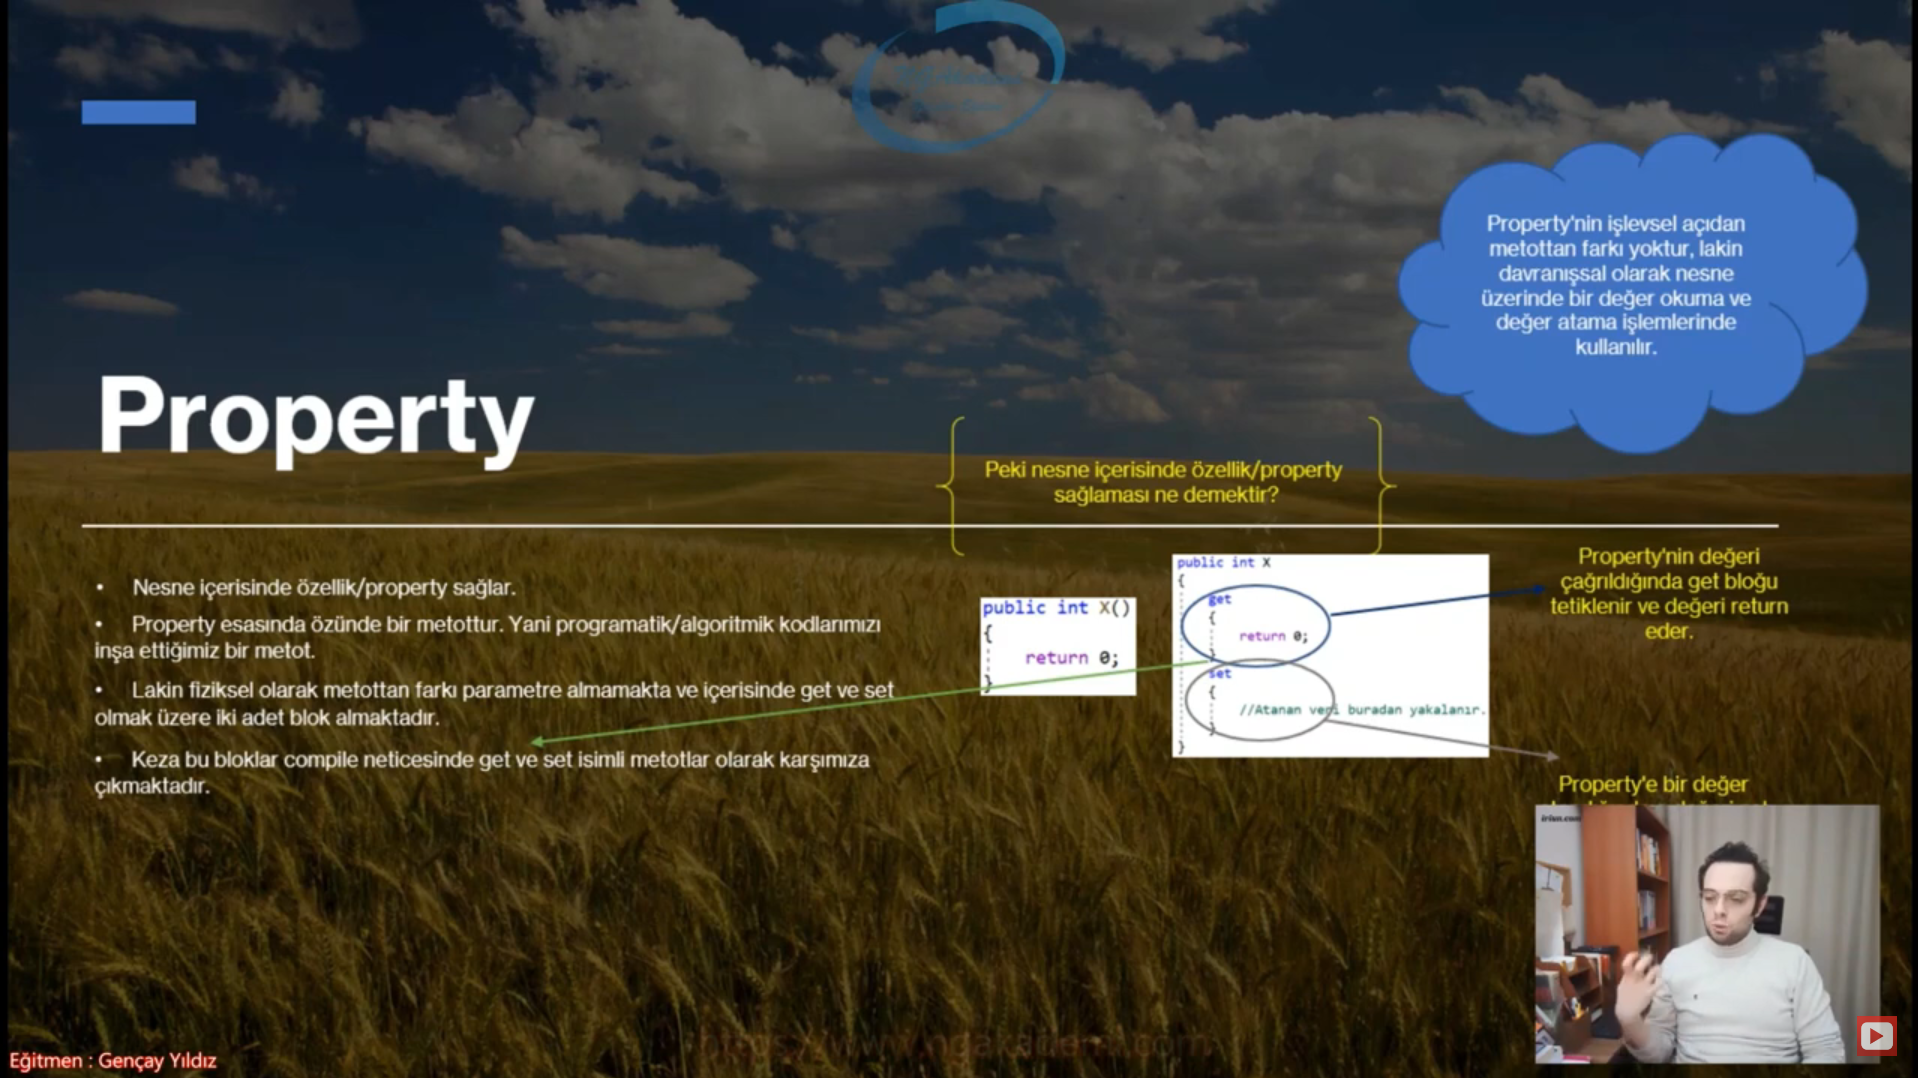 Property'nin işlevsel açıdan
metottan farkı yoktur, lakin
davranışsal olarak nesne
üzerinde bir değer okuma ve
değer atama işlemlerinde
kullanılır.
Property
Peki nesne içerisinde özellik/property
sağlaması ne demektir?
• Nesne içerisinde özellik/property sağlar.
• Property esasında özünde bir metottur. Yani programatik/algoritmik kodlarımızı
inşa ettiğimiz bir metot.
• Lakin fiziksel olarak metottan farkı parametre almamakta ve içerisinde get ve set
olmak üzere iki adet blok almaktadır.
• Keza bu bloklar compile neticesinde get ve set isimli metotlar olarak karşımıza
çıkmaktadır.
public int X()
{
return 0;
}
public int X
{
get
{
return 0;
}
set
{
//Atanan veri buradan yakalanır.
}
}
Property'nin değeri
çağrıldığında get bloğu
tetiklenir ve değeri return
eder.
Property'e bir değer
Eğitmen : Gençay Yıldız